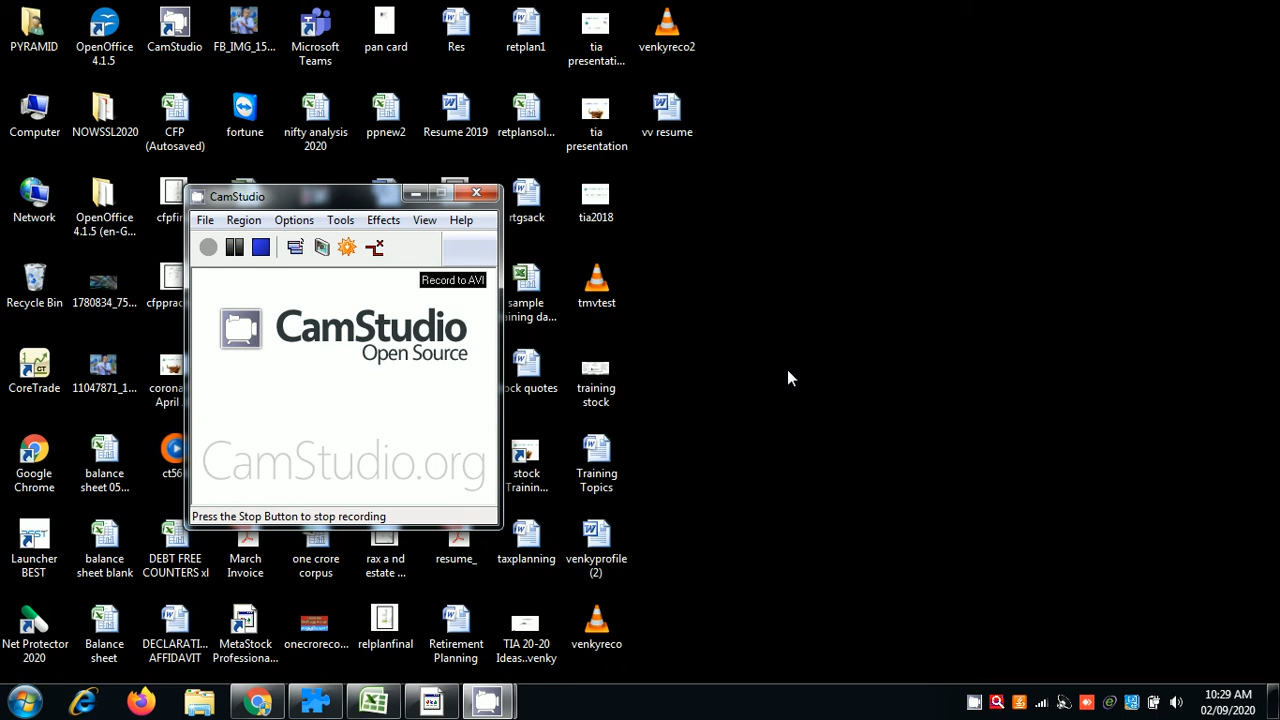 PYRAMID
OpenOffice
4.1.5
CamStudio
FB_IMG_15...
Microsoft
Teams
pan card
Res
retplan1
tia
presentati...
venkyreco2
Computer
NOWSSL2020
CFP
(Autosaved)
fortune
nifty analysis
2020
ppnew2
Resume 2019
retplansol...
tia
presentation
vv resume
Network
OpenOffice
4.1.5 (en-G...
cfpfin
rtgsack
tia2018
Recycle Bin
1780834_75...
cfpprac
sample
ining da...
tmvtest
CoreTrade
11047871_1...
corona
April
ock quotes
training
stock
Google
Chrome
balance
sheet 05...
ct56
stock
Trainin...
Training
Topics
Launcher
BEST
balance
sheet blank
DEBT FREE
COUNTERS xl
March
Invoice
one crore
corpus
rax a nd
estate ...
resume_
taxplanning
venkyprofile
(2)
Net Protector
2020
Balance
sheet
DECLARATI...
AFFIDAVIT
MetaStock
Professiona...
onecroreco...
relplanfinal
Retirement
Planning
TIA 20-20
Ideas..venky
venkyreco
CamStudio
File Region Options Tools Effects View Help
Record to AVI
CamStudio
Open Source
CamStudio.org
Press the Stop Button to stop recording
10:29 AM
02/09/2020